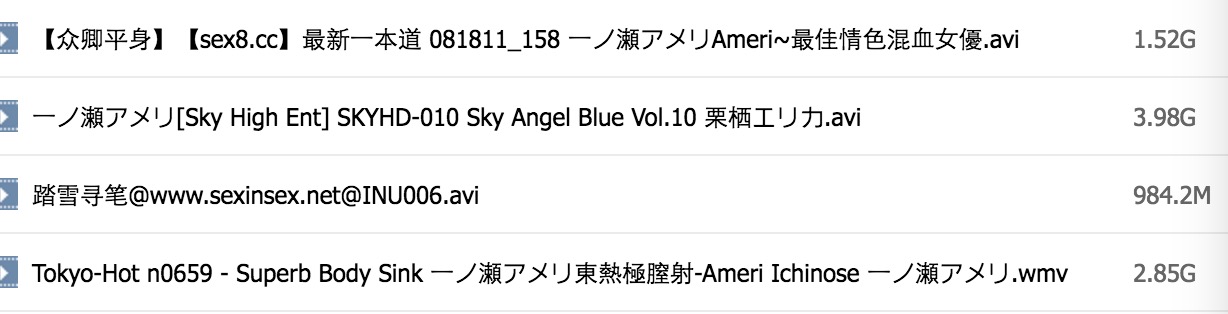 【众卿平身】【sex8.cc】最新一本道 081811_158 一ノ瀬アメリAmeri~最佳情色混血女優.avi 1.52G
一ノ瀬アメリ[Sky High Ent] SKYHD-010 Sky Angel Blue Vol.10 栗栖エリカ.avi 3.98G
踏雪寻笔@www.sexinsex.net@INU006.avi 984.2M
Tokyo-Hot n0659 - Superb Body Sink 一ノ瀬アメリ東熱極膣射-Ameri Ichinose 一ノ瀬アメリ.wmv 2.85G